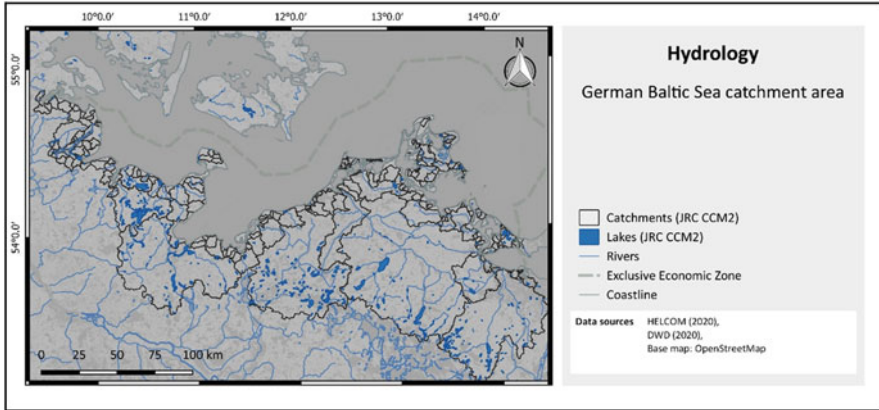 10°0.0'
11°0.0'
12°0.0'
13°0.0'
14°0.0'
55°0.0'
54°0.0'
N
0 25 50 75 100 km
Hydrology
German Baltic Sea catchment area
Catchments (JRC CCM2)
Lakes (JRC CCM2)
Rivers
Exclusive Economic Zone
Coastline
Data sources HELCOM (2020),
DWD (2020),
Base map: OpenStreetMap